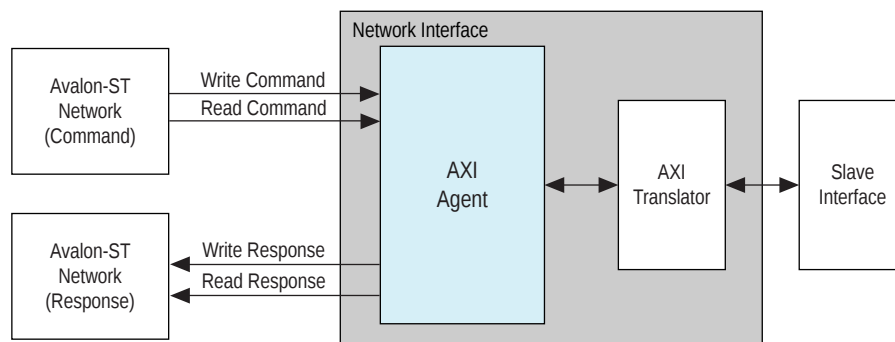 Network Interface
Avalon-ST
Network
(Command)
Write Command
Read Command
AXI
Agent
AXI
Translator
Slave
Interface
Avalon-ST
Network
(Response)
Write Response
Read Response